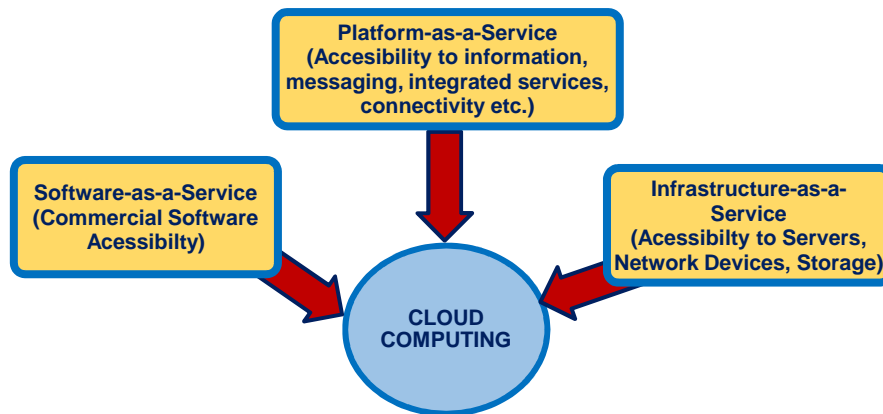 Platform-as-a-Service
(Accesibility to information,
messaging, integrated services,
connectivity etc.)
Software-as-a-Service
(Commercial Software
Acessibilty)
Infrastructure-as-a-
Service
(Acessibilty to Servers,
Network Devices, Storage)
CLOUD
COMPUTING